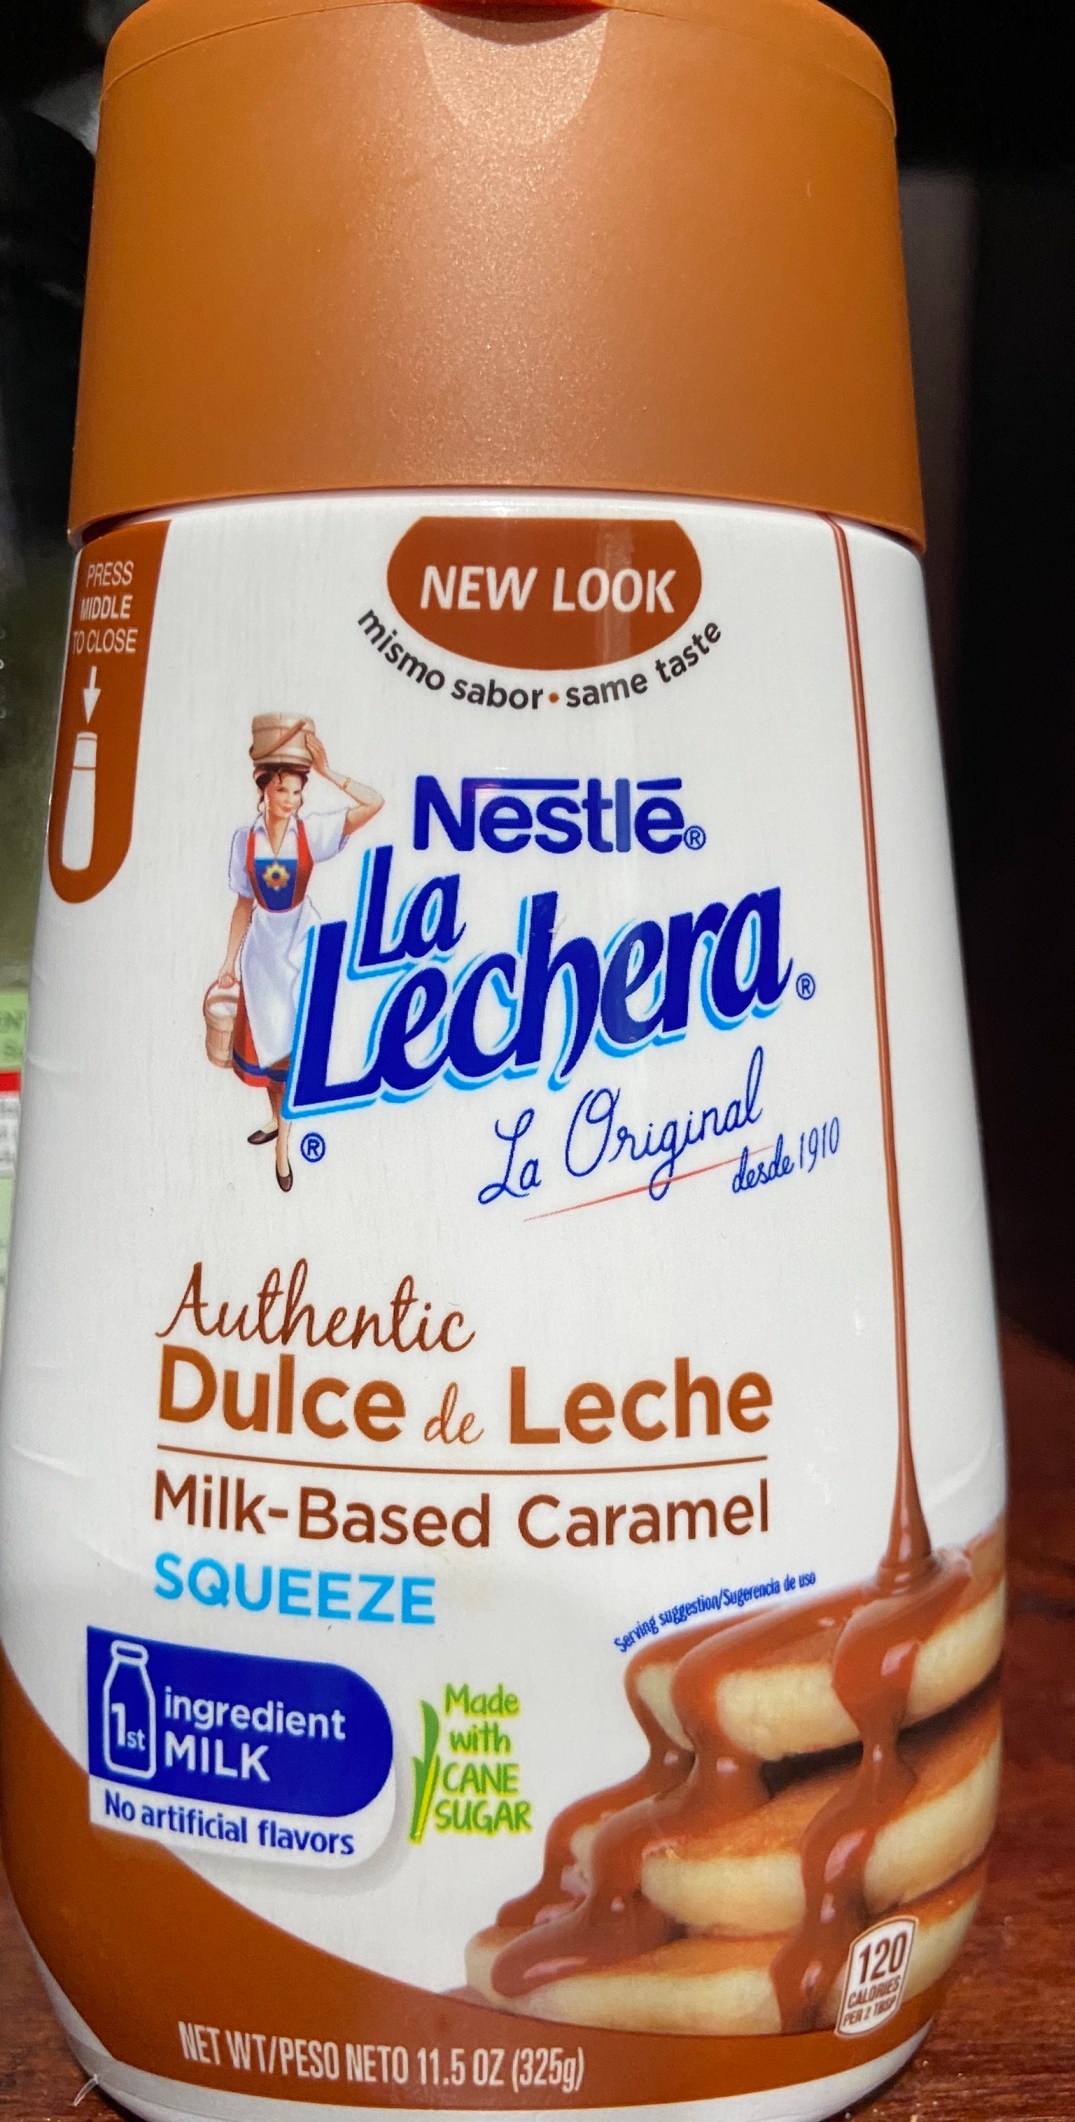 PRESS
MIDDLE
TO CLOSE
NEW LOOK
mismo sabor • same taste
Nestlé®
La
Lechera®
®
La Original
desde 1910
Authentic
Dulce de Leche
Milk-Based Caramel
SQUEEZE
Serving suggestion/Sugerencia de uso
1st
ingredient
MILK
No artificial flavors
Made
with
CANE
SUGAR
120
CALORIES
PER 2 TBSP
NET WT/PESO NETO 11.5 OZ (325g)